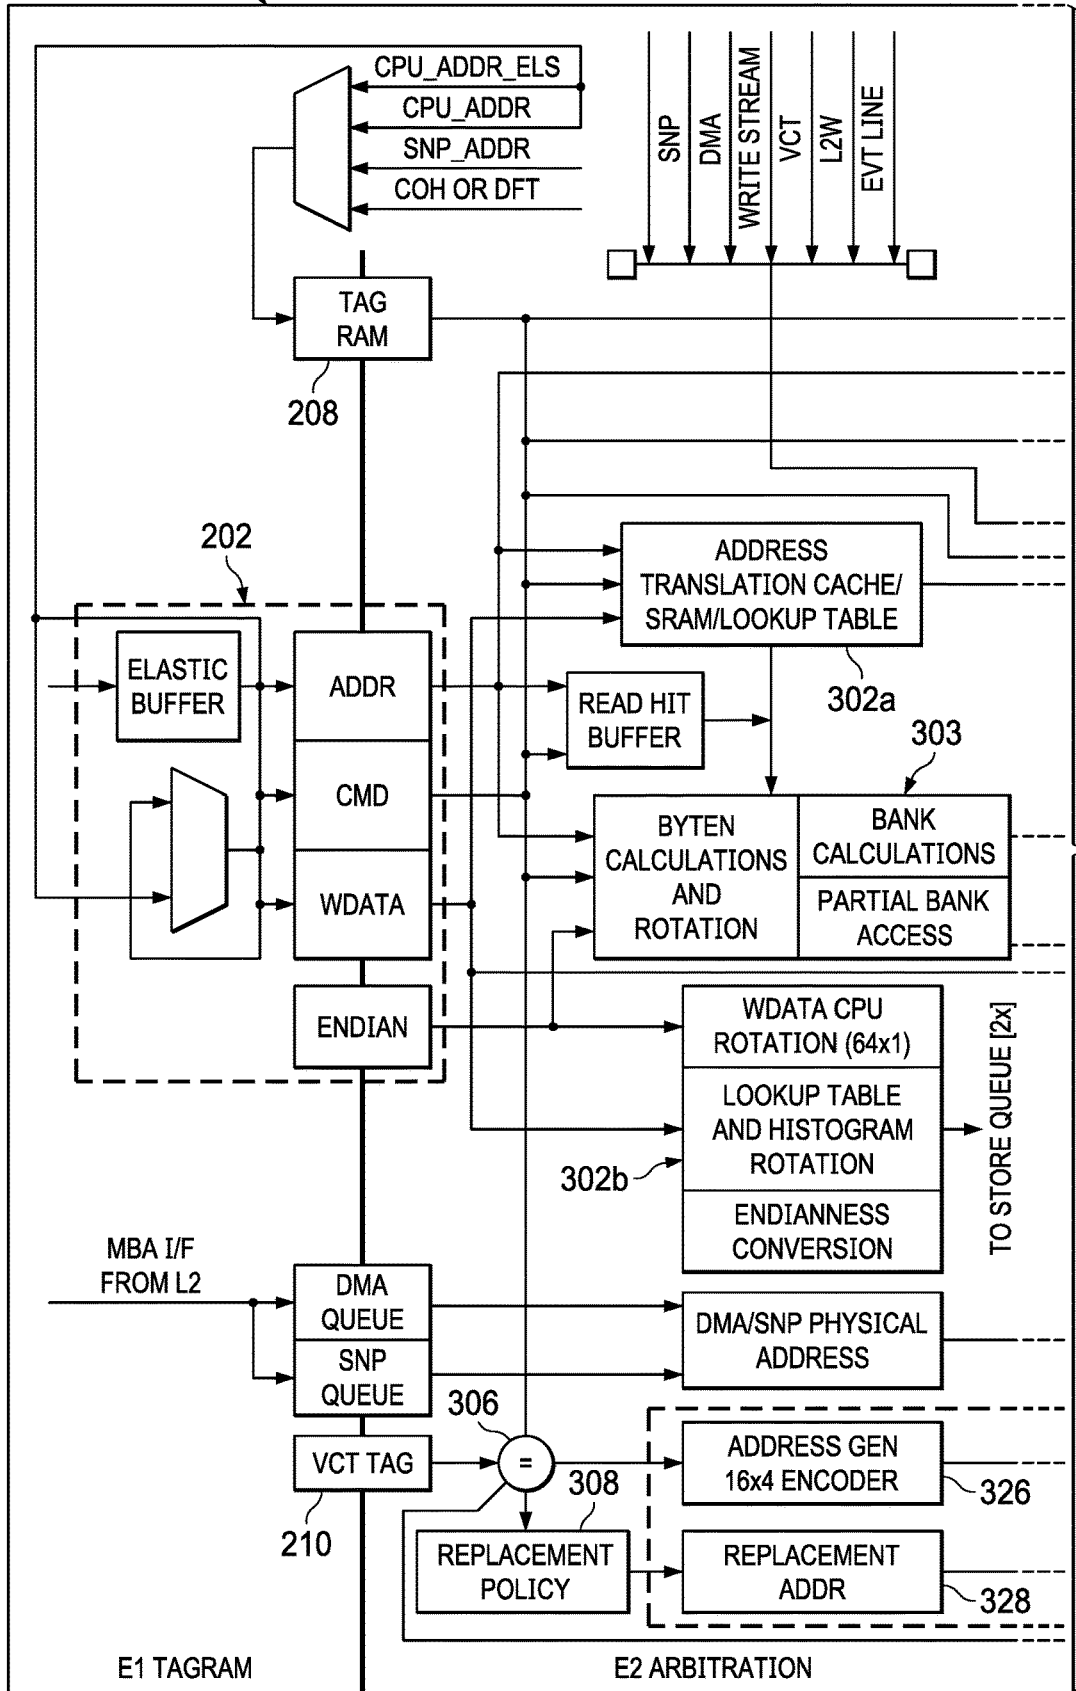 CPU_ADDR_ELS
CPU_ADDR
SNP_ADDR
COH OR DFT
SNP
DMA
WRITE STREAM
VCT
L2W
EVT LINE
TAG
RAM
208
202
ADDRESS
TRANSLATION CACHE/
SRAM/LOOKUP TABLE
302a
ELASTIC
BUFFER
ADDR
READ HIT
BUFFER
303
CMD
BYTEN
CALCULATIONS
AND
ROTATION
BANK
CALCULATIONS
PARTIAL BANK
ACCESS
WDATA
ENDIAN
WDATA CPU
ROTATION (64x1)
LOOKUP TABLE
AND HISTOGRAM
ROTATION
302b
ENDIANNESS
CONVERSION
TO STORE QUEUE [2x]
MBA I/F
FROM L2
DMA
QUEUE
SNP
QUEUE
DMA/SNP PHYSICAL
ADDRESS
306
VCT TAG
=
210
308
ADDRESS GEN
16x4 ENCODER
326
REPLACEMENT
POLICY
REPLACEMENT
ADDR
328
E1 TAGRAM
E2 ARBITRATION